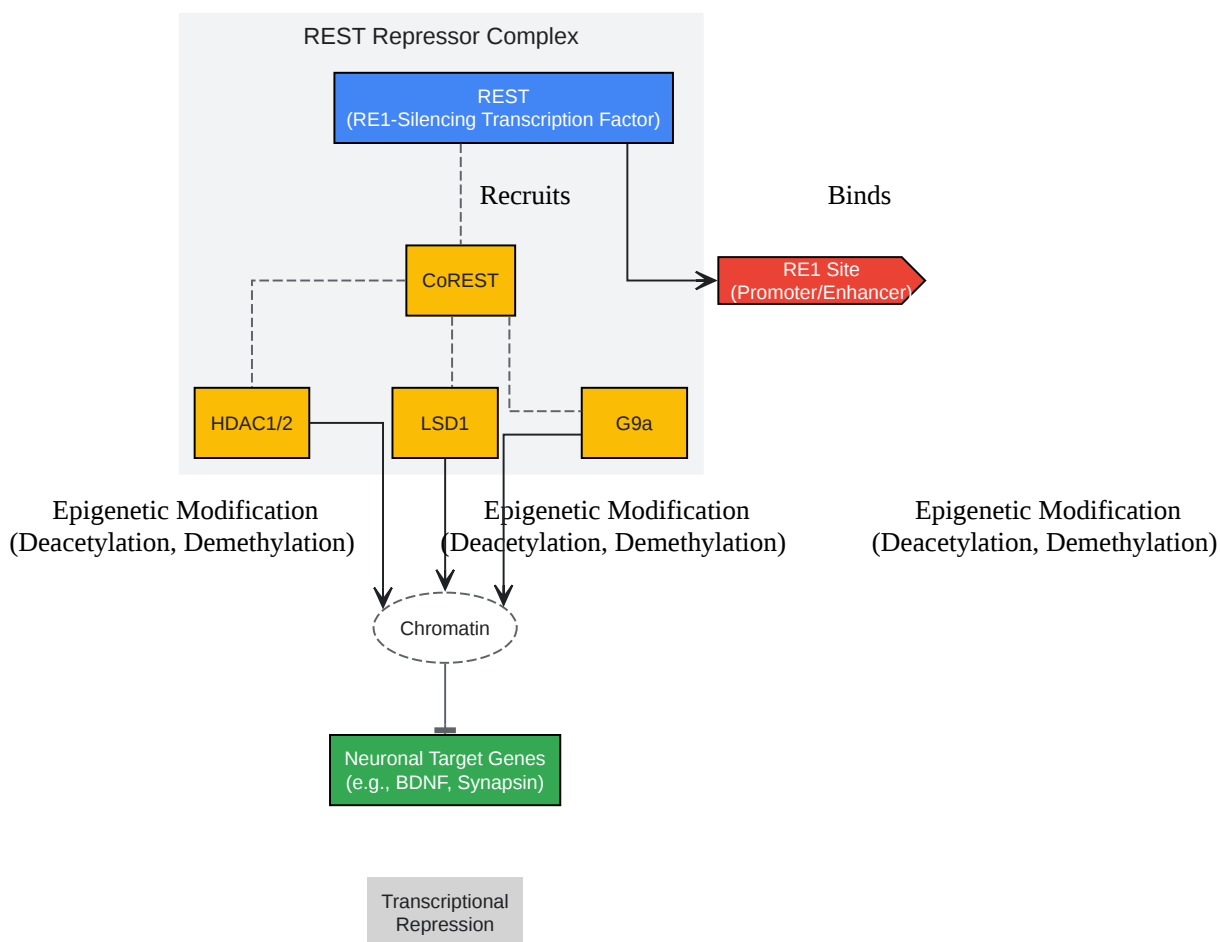 REST Repressor Complex
REST
(RE1-Silencing Transcription Factor)
Recruits
Binds
CoREST
RE1 Site
(Promoter/Enhancer)
HDAC1/2
LSD1
G9a
Epigenetic Modification
(Deacetylation, Demethylation)
Epigenetic Modification
(Deacetylation, Demethylation)
Epigenetic Modification
(Deacetylation, Demethylation)
Chromatin
Neuronal Target Genes
(e.g., BDNF, Synapsin)
Transcriptional
Repression